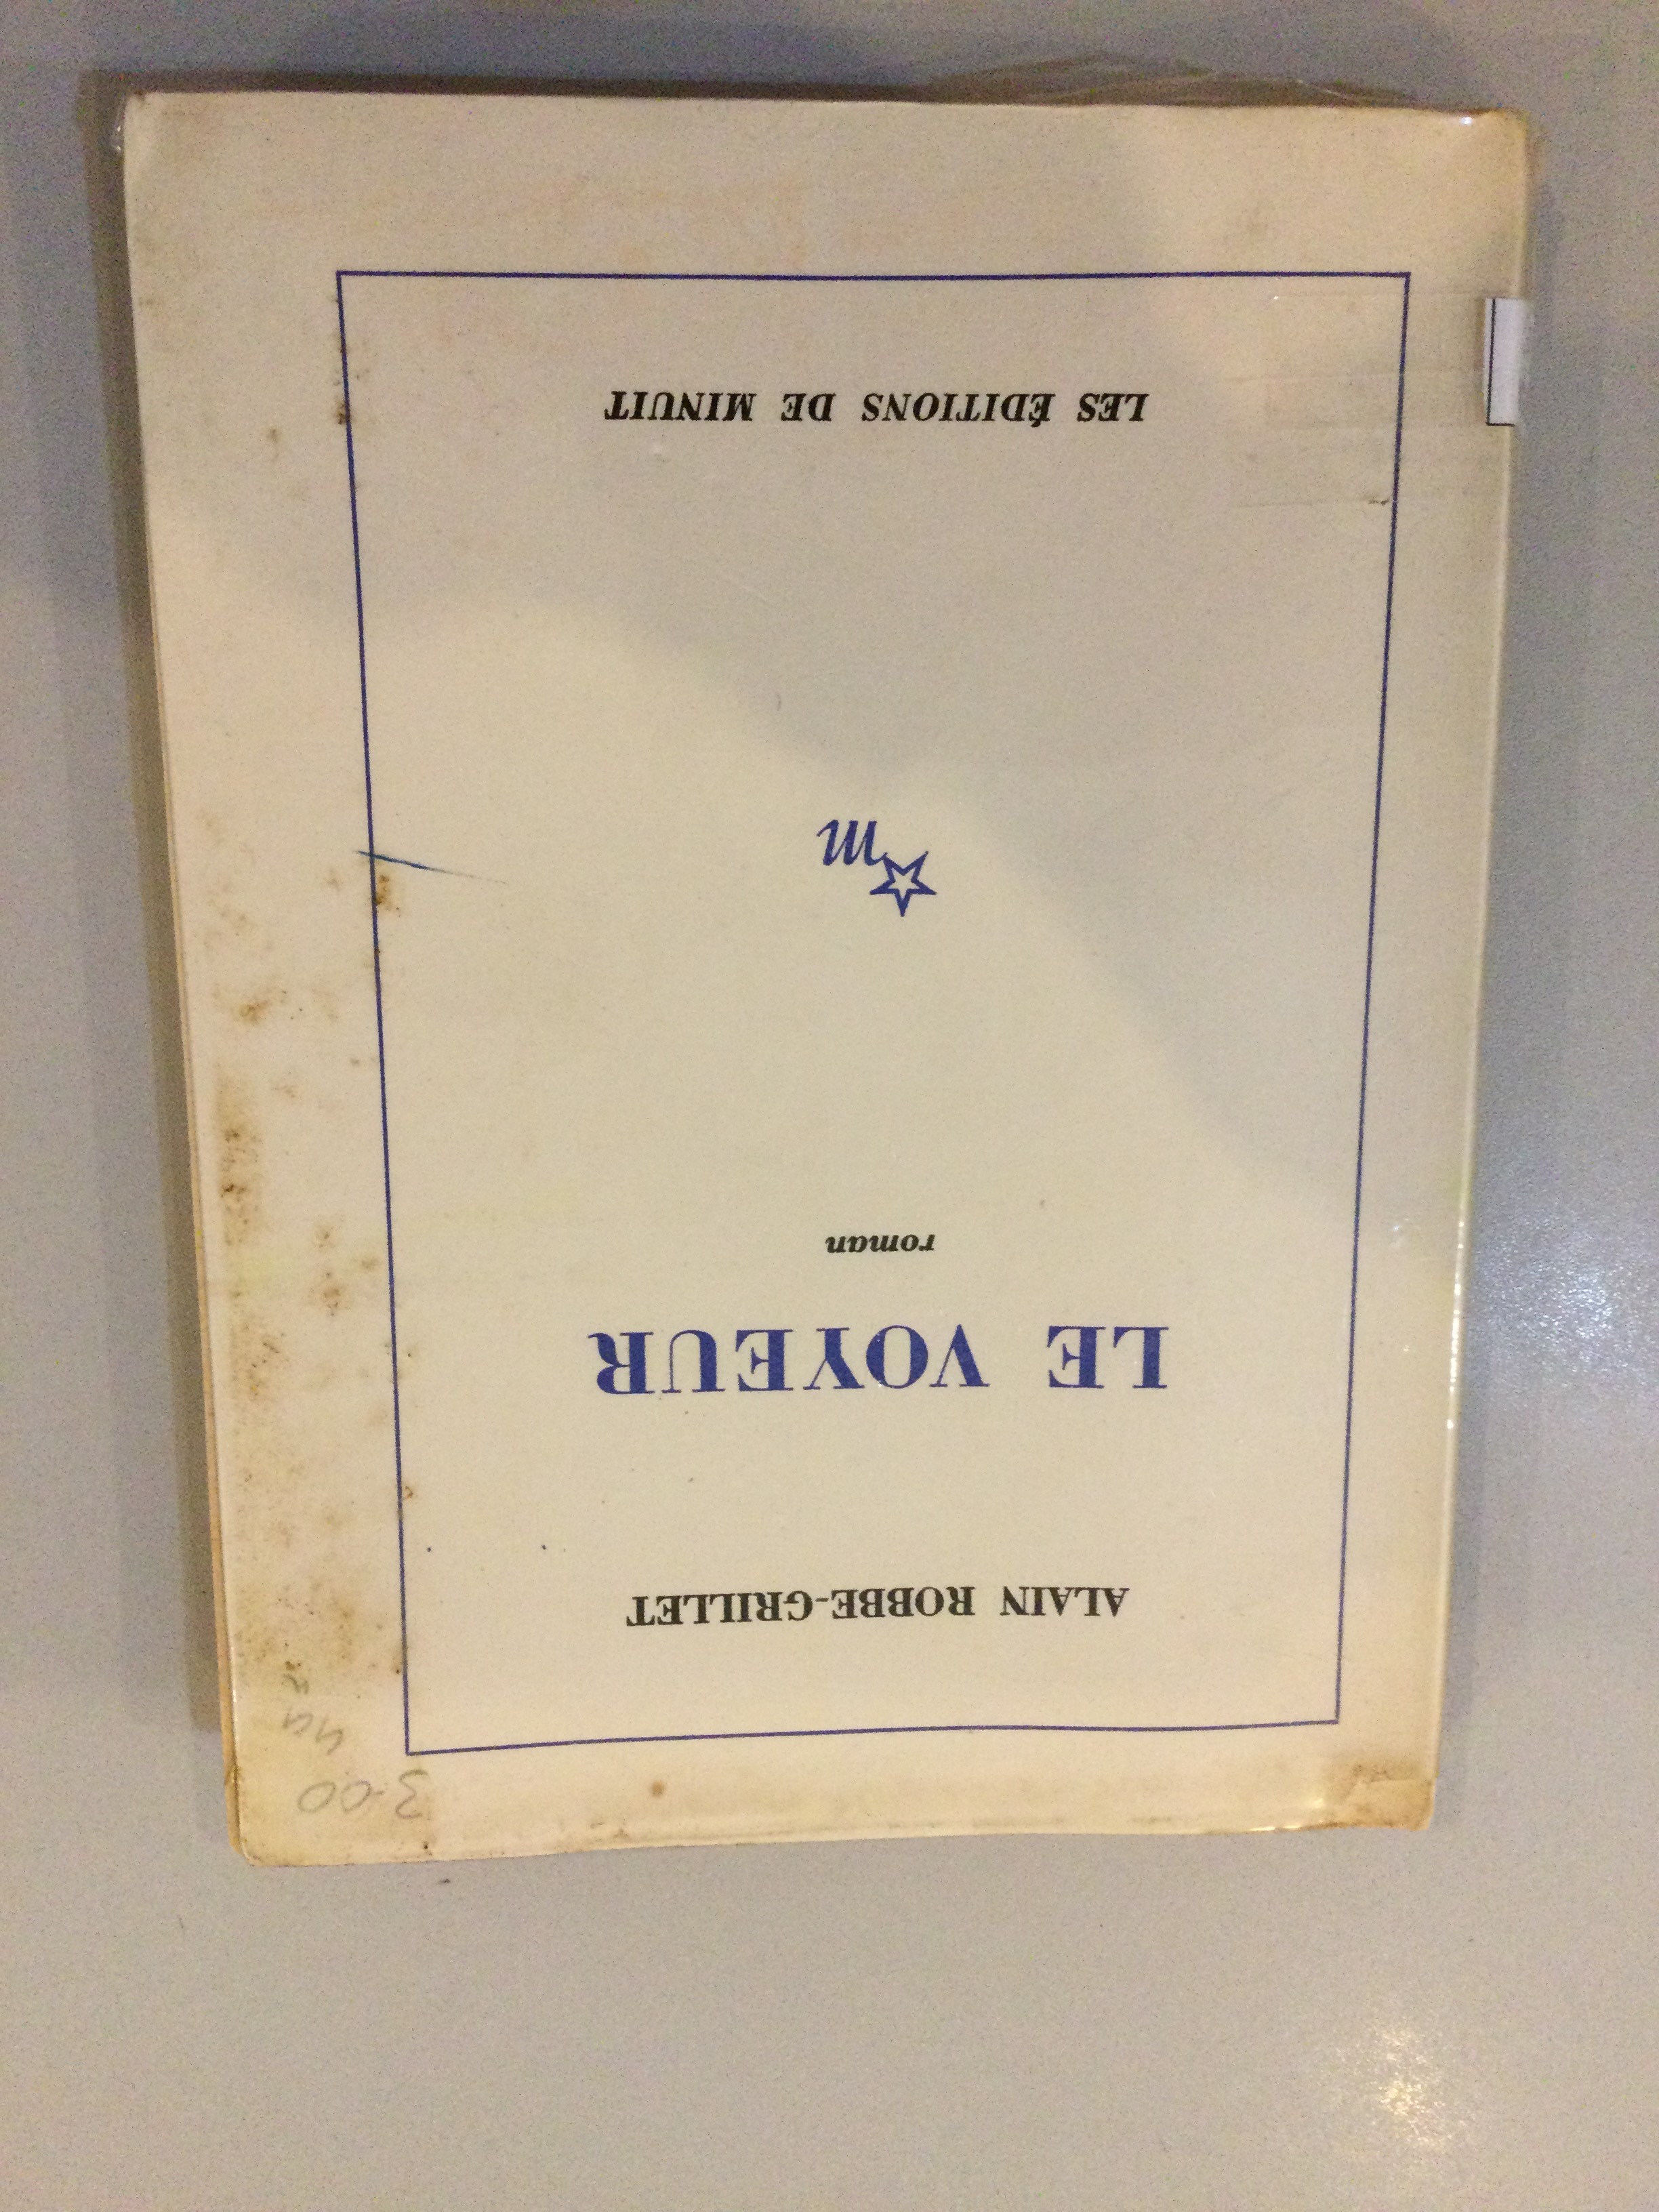 3.00
ALAIN ROBBE-GRILLET
LE VOYEUR
roman
m
LES ÉDITIONS DE MINUIT